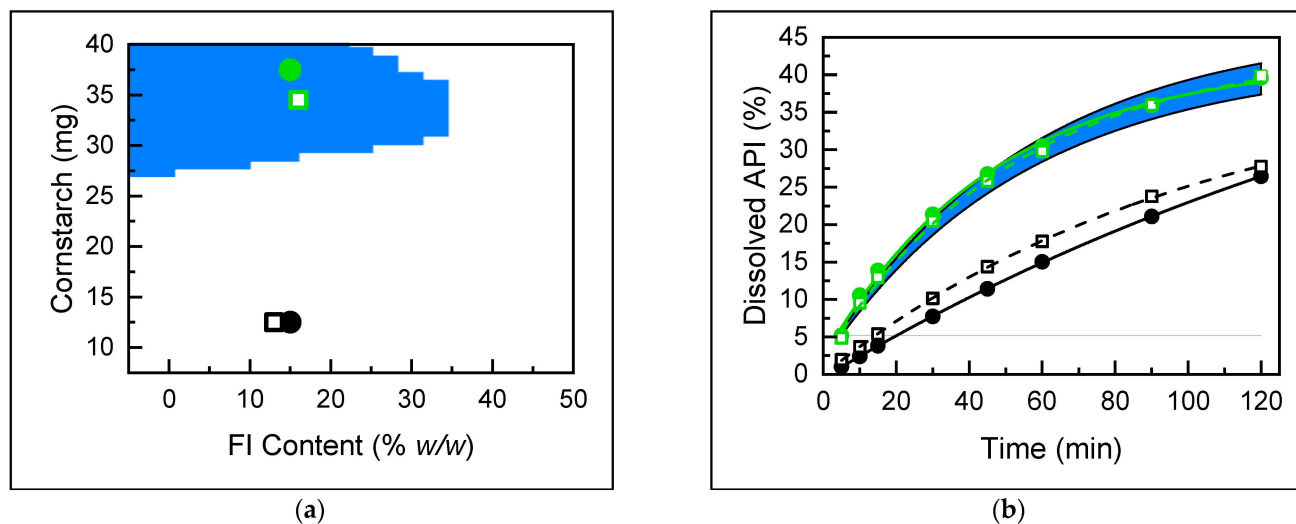 40
35
30
25
20
15
10
Cornstarch (mg)
0 10 20 30 40 50
FI Content (% w/w)
(a)
45
40
35
30
25
20
15
10
5
0
Dissolved API (%)
0 20 40 60 80 100 120
Time (min)
(b)